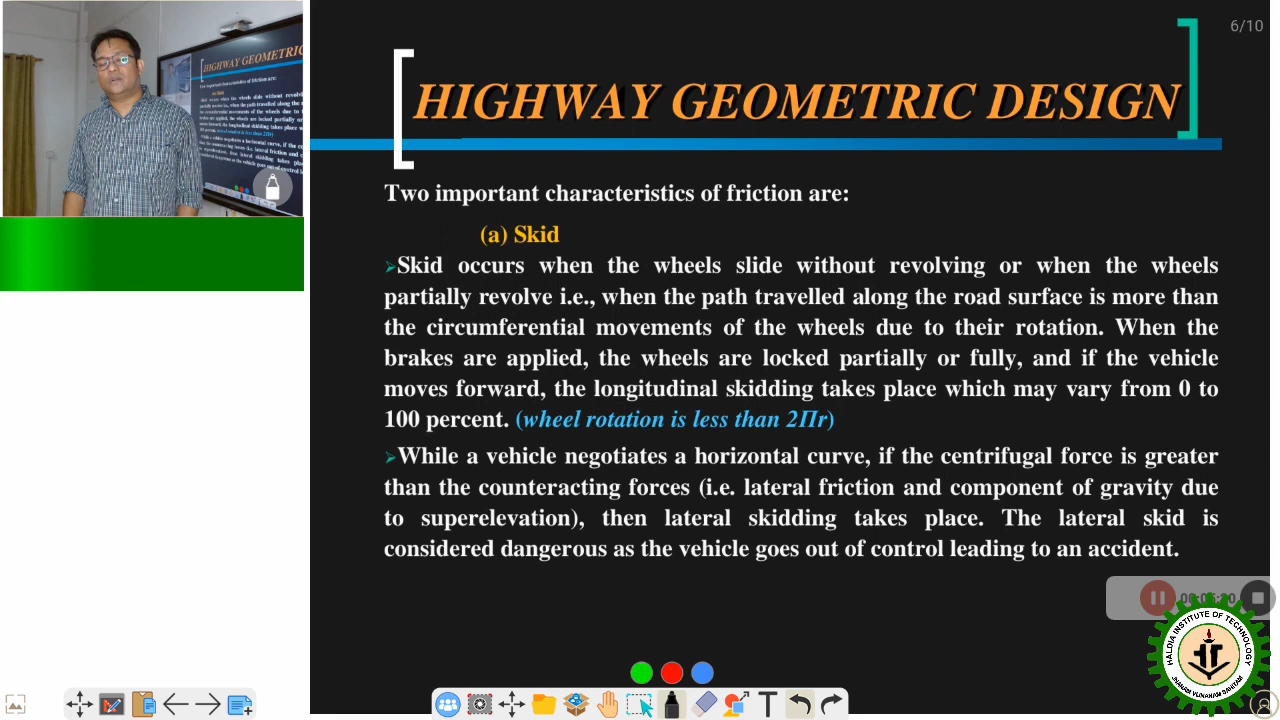 6/10
HIGHWAY GEOMETRIC DESIGN
Two important characteristics of friction are:
(a) Skid
➢Skid occurs when the wheels slide without revolving or when the wheels
partially revolve i.e., when the path travelled along the road surface is more than
the circumferential movements of the wheels due to their rotation. When the
brakes are applied, the wheels are locked partially or fully, and if the vehicle
moves forward, the longitudinal skidding takes place which may vary from 0 to
100 percent. (wheel rotation is less than 2Πr)
➢While a vehicle negotiates a horizontal curve, if the centrifugal force is greater
than the counteracting forces (i.e. lateral friction and component of gravity due
to superelevation), then lateral skidding takes place. The lateral skid is
considered dangerous as the vehicle goes out of control leading to an accident.
HALDIA INSTITUTE OF TECHNOLOGY